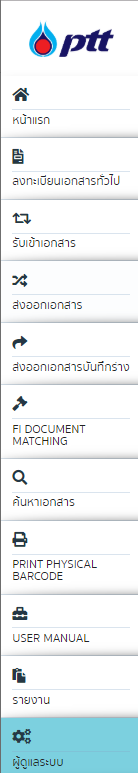 ptt
หน้าแรก
ลงทะเบียนเอกสารทั่วไป
รับเข้าเอกสาร
ส่งออกเอกสาร
ส่งออกเอกสารบันทึกร่าง
FI DOCUMENT
MATCHING
ค้นหาเอกสาร
PRINT PHYSICAL
BARCODE
USER MANUAL
รายงาน
ผู้ดูแลระบบ